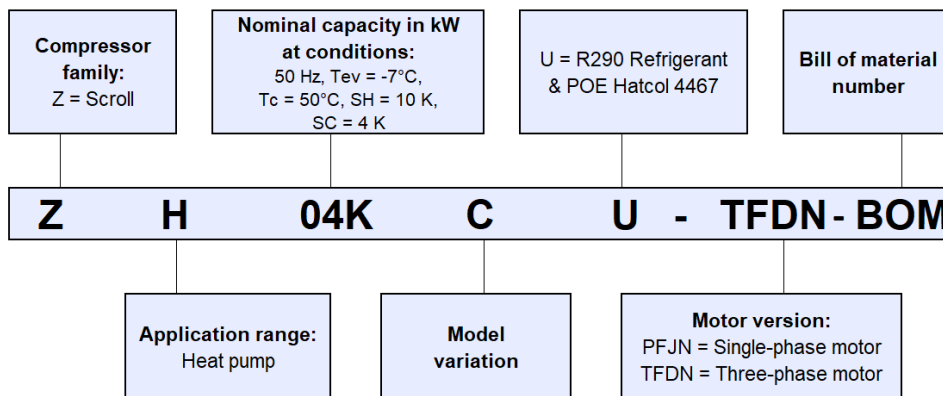 Compressor
family:
Z = Scroll
Nominal capacity in kW
at conditions:
50 Hz, Tev = -7°C,
Tc = 50°C, SH = 10 K,
SC = 4 K
U = R290 Refrigerant
& POE Hatcol 4467
Bill of material
number
Z H 04K C U - TFDN - BOM
Application range:
Heat pump
Model
variation
Motor version:
PFJN = Single-phase motor
TFDN = Three-phase motor